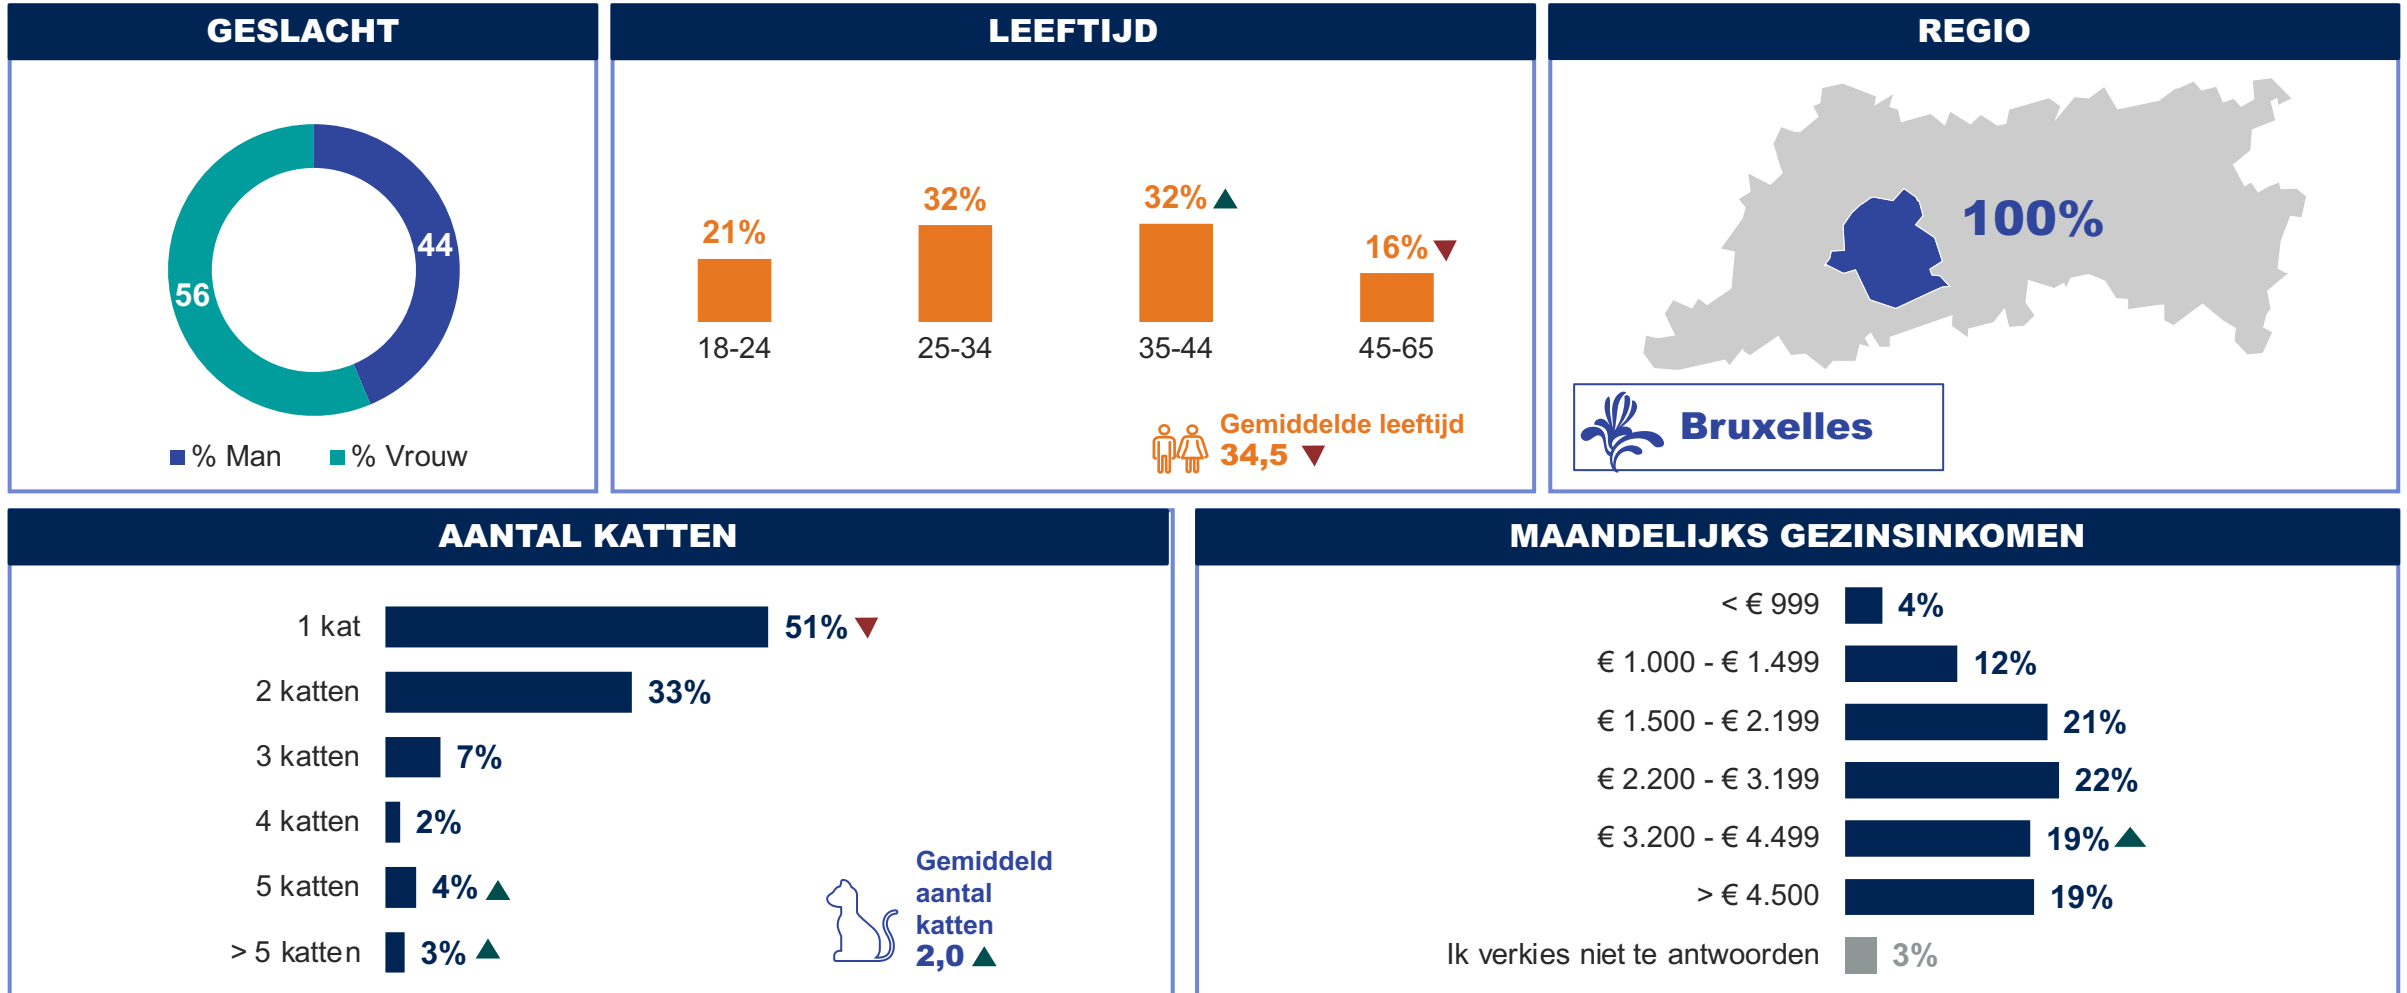 GESLACHT
44
56
% Man
% Vrouw
LEEFTIJD
21%
32%
32%
16%
18-24
25-34
35-44
45-65
Gemiddelde leeftijd
34,5
REGIO
100%
Bruxelles
AANTAL KATTEN
1 kat 51%
2 katten 33%
3 katten 7%
4 katten 2%
5 katten 4%
> 5 katten 3%
Gemiddeld
aantal
katten
2,0
MAANDELIJKS GEZINSINKOMEN
< € 999 4%
€ 1.000 - € 1.499 12%
€ 1.500 - € 2.199 21%
€ 2.200 - € 3.199 22%
€ 3.200 - € 4.499 19%
> € 4.500 19%
Ik verkies niet te antwoorden 3%